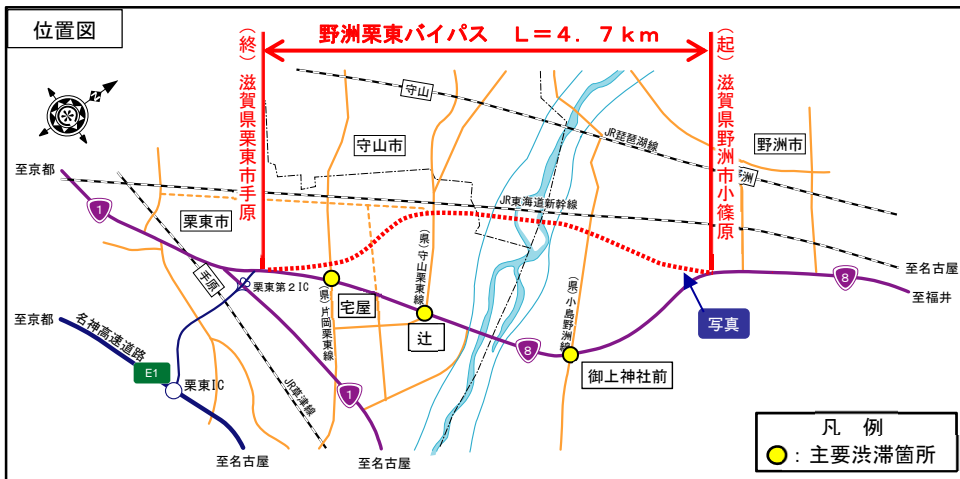 位置図
野洲栗東バイパス L=4.7km
(終)滋賀県栗東市手原
(起)滋賀県野洲市小篠原
守山
JR琵琶湖線
守山市
野洲市
野洲
至京都
1
JR東海道新幹線
栗東市
手原
栗東第2IC
(県)片岡栗東線
宅屋
(県)守山栗東線
辻
8
(県)小島野洲線
御上神社前
写真
8
至名古屋
至福井
至京都
名神高速道路
E1
栗東IC
JR草津線
1
至名古屋
至名古屋
凡例
:主要渋滞箇所